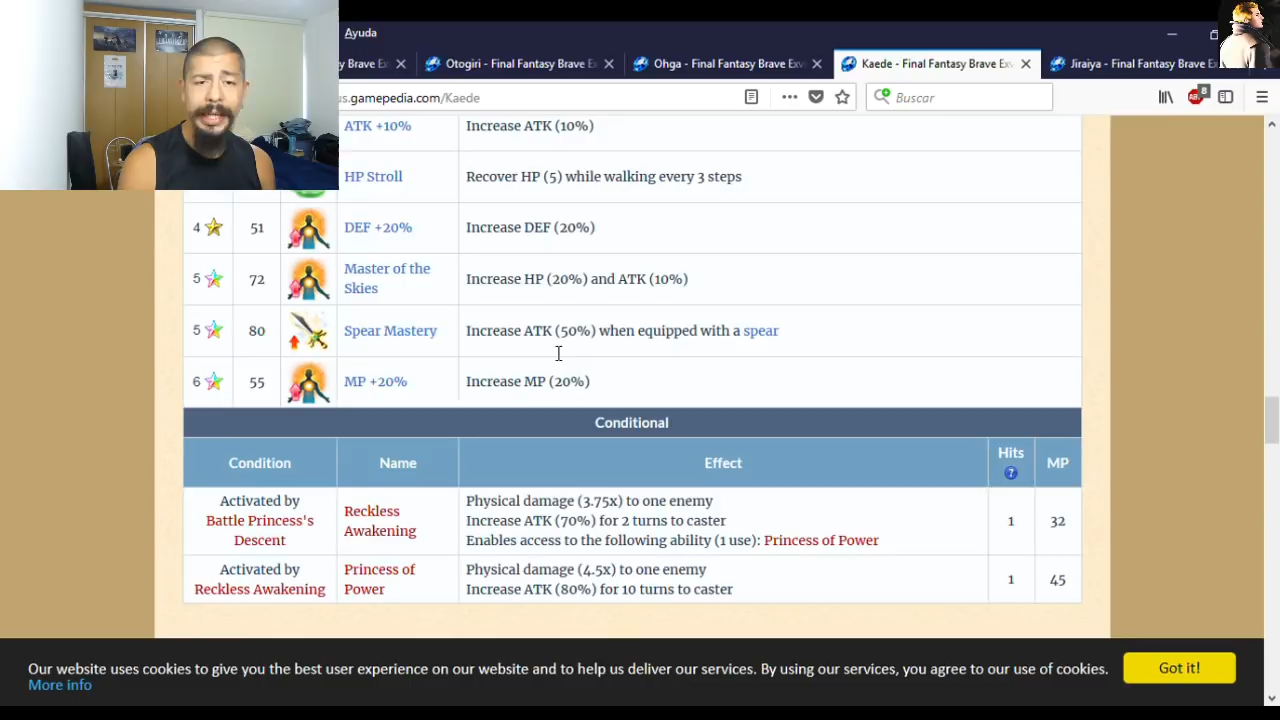 Ayuda
Brave Ex
Otogiri - Final Fantasy Brave E
Ohga - Final Fantasy Brave Exv
Kaede - Final Fantasy Brave Ex
Jiraiya - Final Fantasy Brave Ex
us.gamepedia.com/Kaede
Buscar
8
ATK +10% Increase ATK (10%)
HP Stroll Recover HP (5) while walking every 3 steps
4 51 DEF +20% Increase DEF (20%)
5 72 Master of the Skies Increase HP (20%) and ATK (10%)
5 80 Spear Mastery Increase ATK (50%) when equipped with a spear
6 55 MP +20% Increase MP (20%)
Conditional
Condition Name Effect Hits ? MP
Activated by Battle Princess's Descent
Reckless Awakening
Physical damage (3.75x) to one enemy
Increase ATK (70%) for 2 turns to caster
Enables access to the following ability (1 use): Princess of Power
1 32
Activated by Reckless Awakening
Princess of Power
Physical damage (4.5x) to one enemy
Increase ATK (80%) for 10 turns to caster
1 45
Our website uses cookies to give you the best user experience on our website and to help us deliver our services. By using our services, you agree to our use of cookies.
More info
Got it!